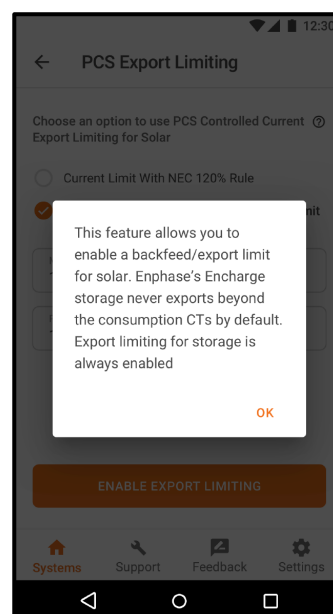 12:30
PCS Export Limiting
Choose an option to use PCS Controlled Current
Export Limiting for Solar
Current Limit With NEC 120% Rule
This feature allows you to
enable a backfeed/export limit
for solar. Enphase's Encharge
storage never exports beyond
the consumption CTs by default.
Export limiting for storage is
always enabled
OK
ENABLE EXPORT LIMITING
Systems Support Feedback Settings